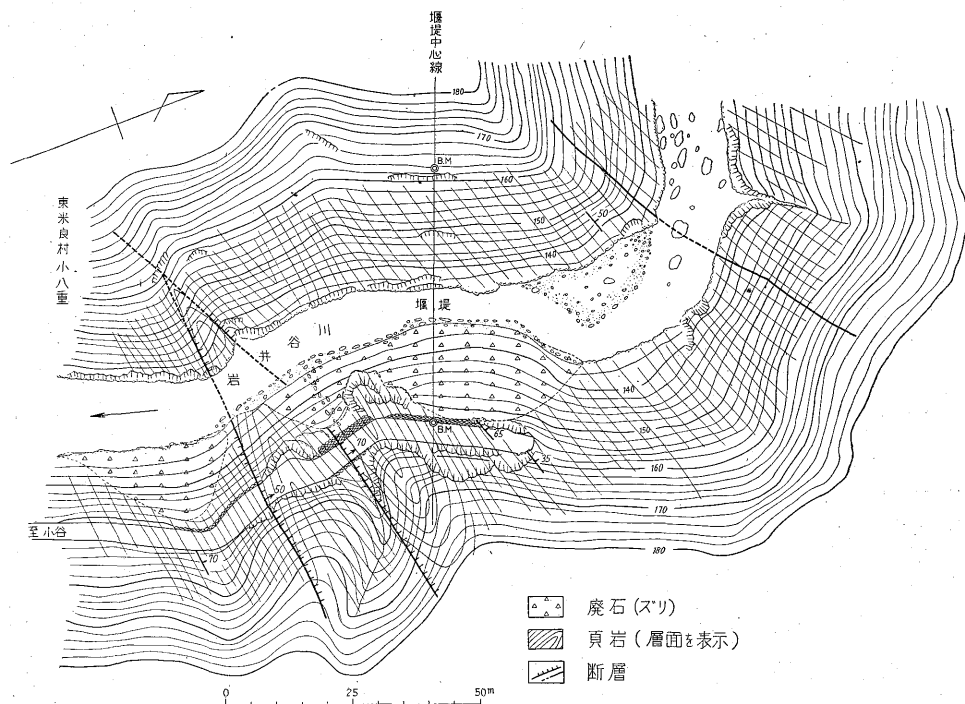 堰堤中心線
180
170
B.M
160
150
50
140
東米良村小八重
堰堤
岩井谷川
140
150
B.M
65
35
70
160
50
170
至小谷
70
180
廃石(ズリ)
頁岩(層面を表示)
断層
0 25 50m